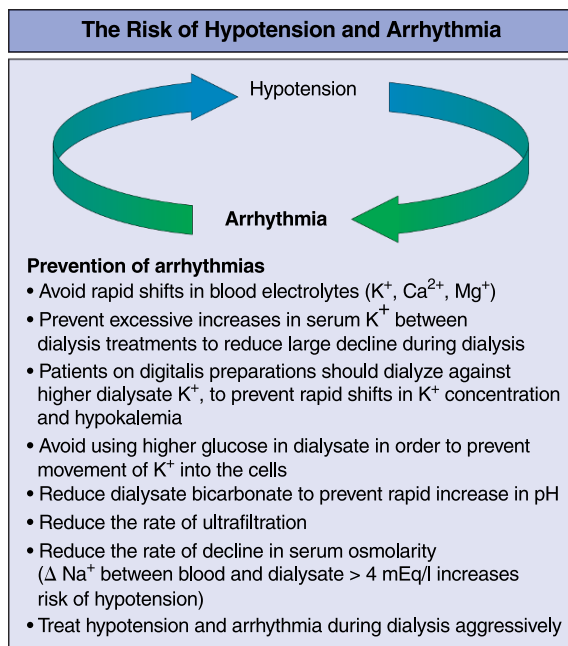 The Risk of Hypotension and Arrhythmia
Hypotension
Arrhythmia
Prevention of arrhythmias
• Avoid rapid shifts in blood electrolytes (K⁺, Ca²⁺, Mg⁺)
• Prevent excessive increases in serum K⁺ between
dialysis treatments to reduce large decline during dialysis
• Patients on digitalis preparations should dialyze against
higher dialysate K⁺, to prevent rapid shifts in K⁺ concentration
and hypokalemia
• Avoid using higher glucose in dialysate in order to prevent
movement of K⁺ into the cells
• Reduce dialysate bicarbonate to prevent rapid increase in pH
• Reduce the rate of ultrafiltration
• Reduce the rate of decline in serum osmolarity
(Δ Na⁺ between blood and dialysate > 4 mEq/l increases
risk of hypotension)
• Treat hypotension and arrhythmia during dialysis aggressively